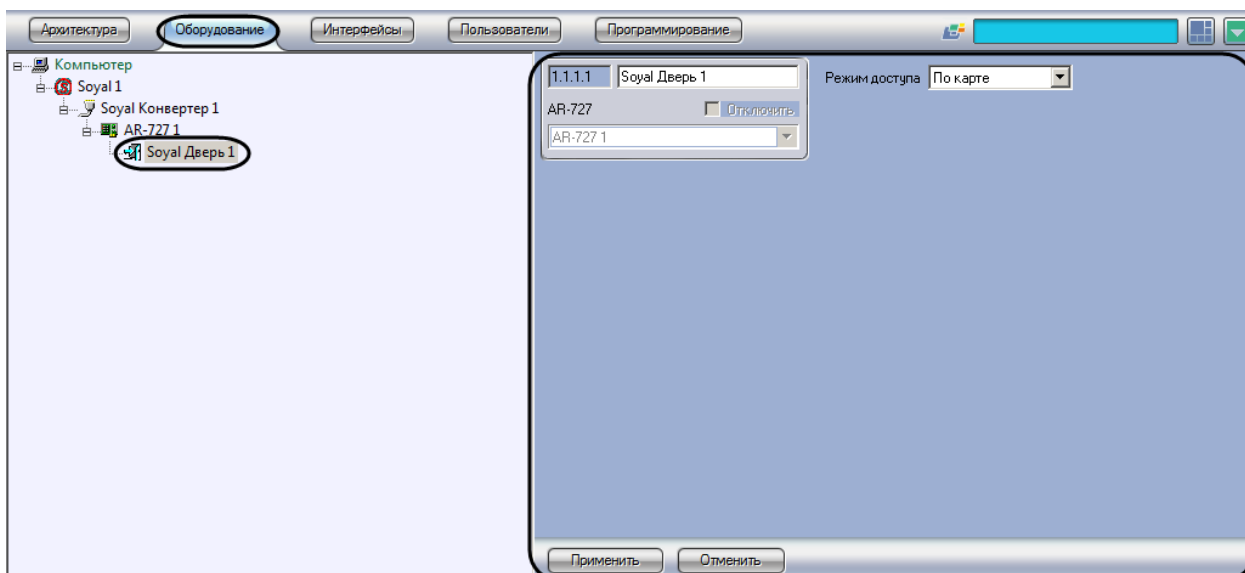 Архитектура Оборудование Интерфейсы Пользователи Программирование
Компьютер
Soyal 1
Soyal Конвертер 1
AR-727 1
Soyal Дверь 1
1.1.1.1 Soyal Дверь 1 Режим доступа По карте
AR-727 Отключить
AR-727 1
Применить Отменить